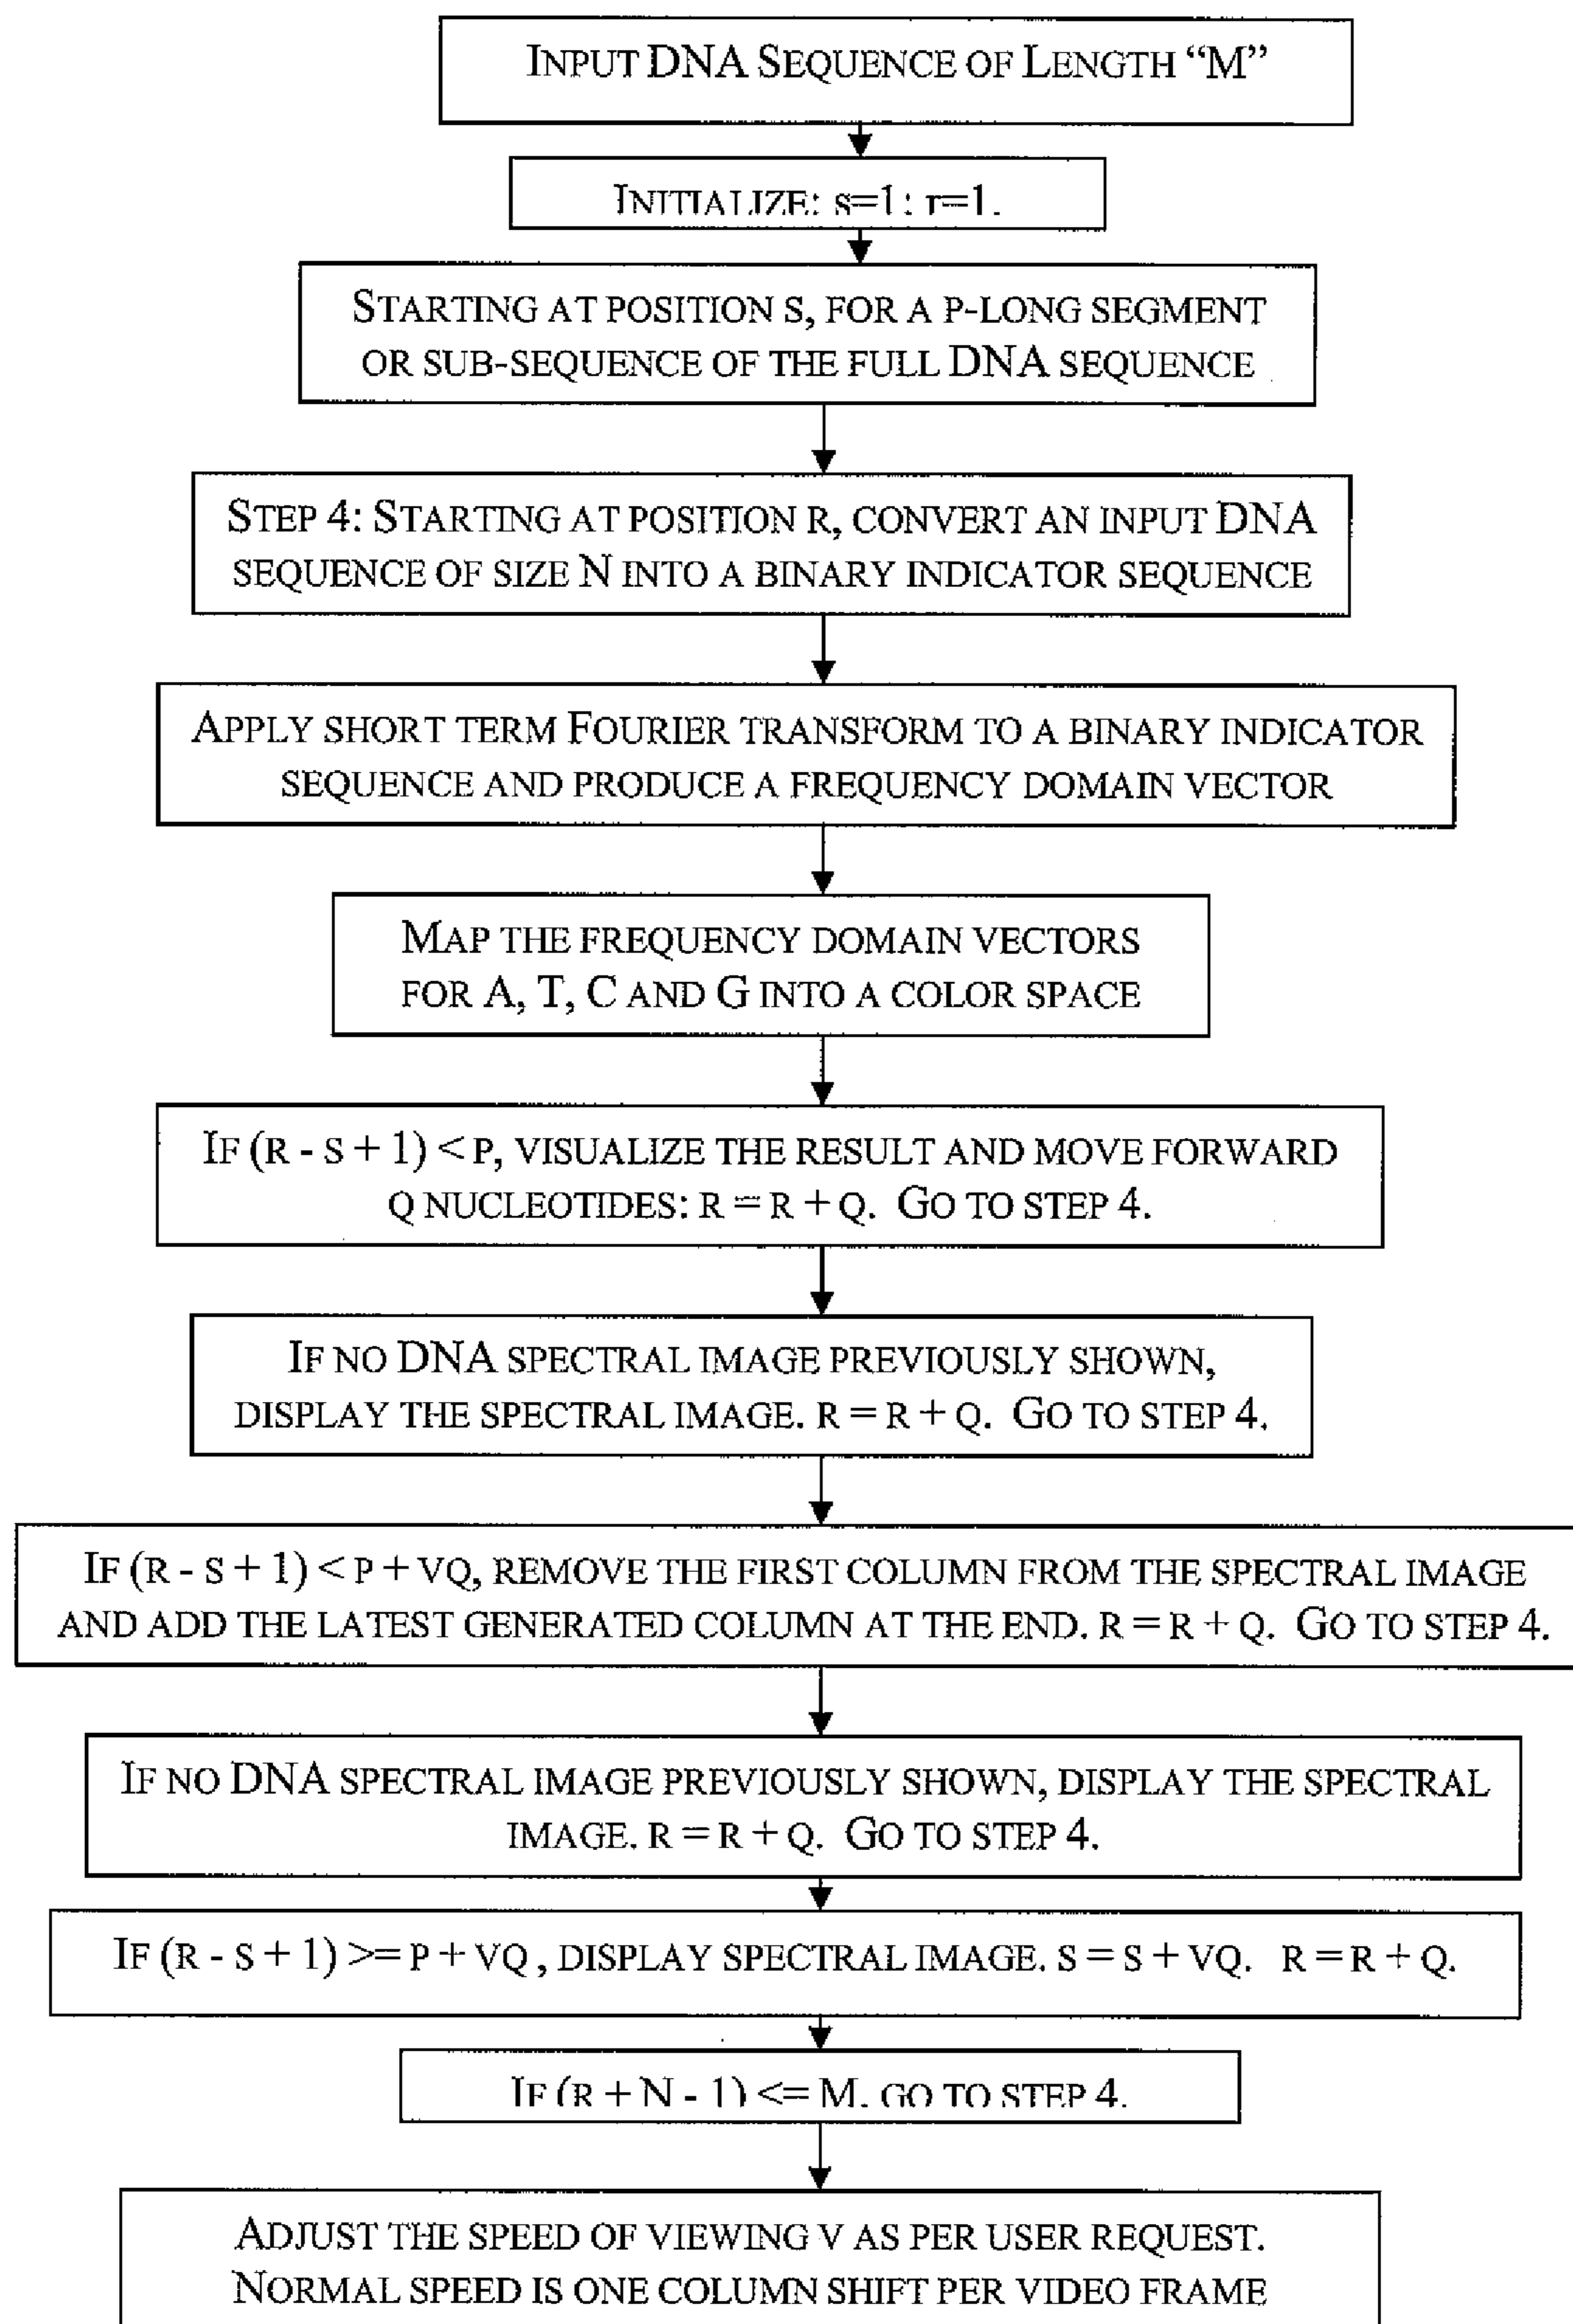 INPUT DNA SEQUENCE OF LENGTH “M”
INITIALIZE: s=1; r=1.
STARTING AT POSITION S, FOR A P-LONG SEGMENT
OR SUB-SEQUENCE OF THE FULL DNA SEQUENCE
STEP 4: STARTING AT POSITION R, CONVERT AN INPUT DNA
SEQUENCE OF SIZE N INTO A BINARY INDICATOR SEQUENCE
APPLY SHORT TERM FOURIER TRANSFORM TO A BINARY INDICATOR
SEQUENCE AND PRODUCE A FREQUENCY DOMAIN VECTOR
MAP THE FREQUENCY DOMAIN VECTORS
FOR A, T, C AND G INTO A COLOR SPACE
IF (R - S + 1) < P, VISUALIZE THE RESULT AND MOVE FORWARD
Q NUCLEOTIDES: R = R + Q. GO TO STEP 4.
IF NO DNA SPECTRAL IMAGE PREVIOUSLY SHOWN,
DISPLAY THE SPECTRAL IMAGE. R = R + Q. GO TO STEP 4.
IF (R - S + 1) < P + VQ, REMOVE THE FIRST COLUMN FROM THE SPECTRAL IMAGE
AND ADD THE LATEST GENERATED COLUMN AT THE END. R = R + Q. GO TO STEP 4.
IF NO DNA SPECTRAL IMAGE PREVIOUSLY SHOWN, DISPLAY THE SPECTRAL
IMAGE. R = R + Q. GO TO STEP 4.
IF (R - S + 1) >= P + VQ , DISPLAY SPECTRAL IMAGE. S = S + VQ. R = R + Q.
IF (R + N - 1) <= M, GO TO STEP 4.
ADJUST THE SPEED OF VIEWING V AS PER USER REQUEST.
NORMAL SPEED IS ONE COLUMN SHIFT PER VIDEO FRAME